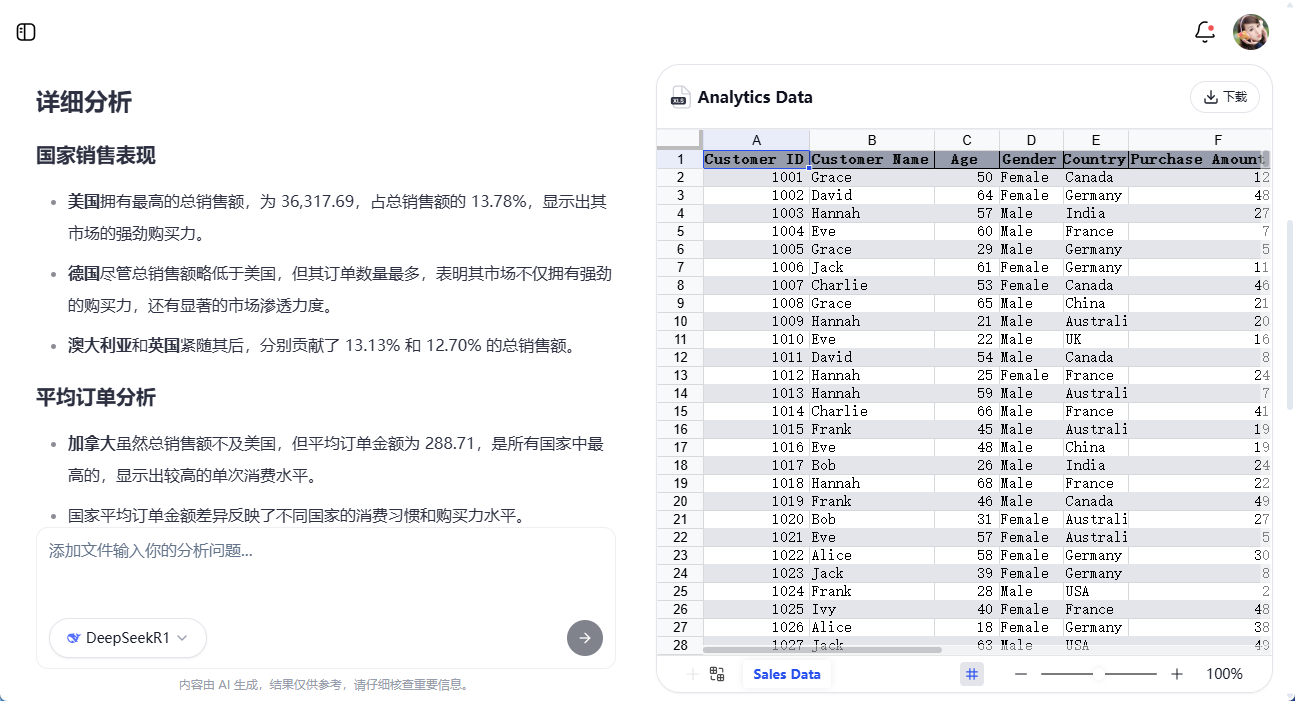 详细分析
国家销售表现
美国拥有最高的总销售额，为 36,317.69，占总销售额的 13.78%，显示出其
市场的强劲购买力。
德国尽管总销售额略低于美国，但其订单数量最多，表明其市场不仅拥有强劲
的购买力，还有显著的市场渗透力度。
澳大利亚和英国紧随其后，分别贡献了 13.13% 和 12.70% 的总销售额。
平均订单分析
加拿大虽然总销售额不及美国，但平均订单金额为 288.71，是所有国家中最
高的，显示出较高的单次消费水平。
国家平均订单金额差异反映了不同国家的消费习惯和购买力水平。
添加文件输入你的分析问题...
DeepSeekR1
内容由 AI 生成，结果仅供参考，请仔细核查重要信息。
XLS Analytics Data 下载
A B C D E F
1 Customer ID Customer Name Age Gender Country Purchase Amount
2 1001 Grace 50 Female Canada 12
3 1002 David 64 Female Germany 48
4 1003 Hannah 57 Male India 27
5 1004 Eve 60 Male France 7
6 1005 Grace 29 Male Germany 5
7 1006 Jack 61 Female Germany 11
8 1007 Charlie 53 Female Canada 46
9 1008 Grace 65 Male China 21
10 1009 Hannah 21 Male Australi 20
11 1010 Eve 22 Male UK 16
12 1011 David 54 Male Canada 8
13 1012 Hannah 25 Female France 24
14 1013 Hannah 59 Male Australi 7
15 1014 Charlie 66 Male France 41
16 1015 Frank 45 Male Australi 19
17 1016 Eve 48 Male China 19
18 1017 Bob 26 Male India 24
19 1018 Hannah 68 Male France 22
20 1019 Frank 46 Male Canada 49
21 1020 Bob 31 Female Australi 27
22 1021 Eve 57 Female Australi 5
23 1022 Alice 58 Female Germany 30
24 1023 Jack 39 Female Germany 8
25 1024 Frank 28 Male USA 2
26 1025 Ivy 40 Female France 48
27 1026 Alice 18 Female Germany 38
28 1027 Jack 63 Male USA 49
Sales Data 100%